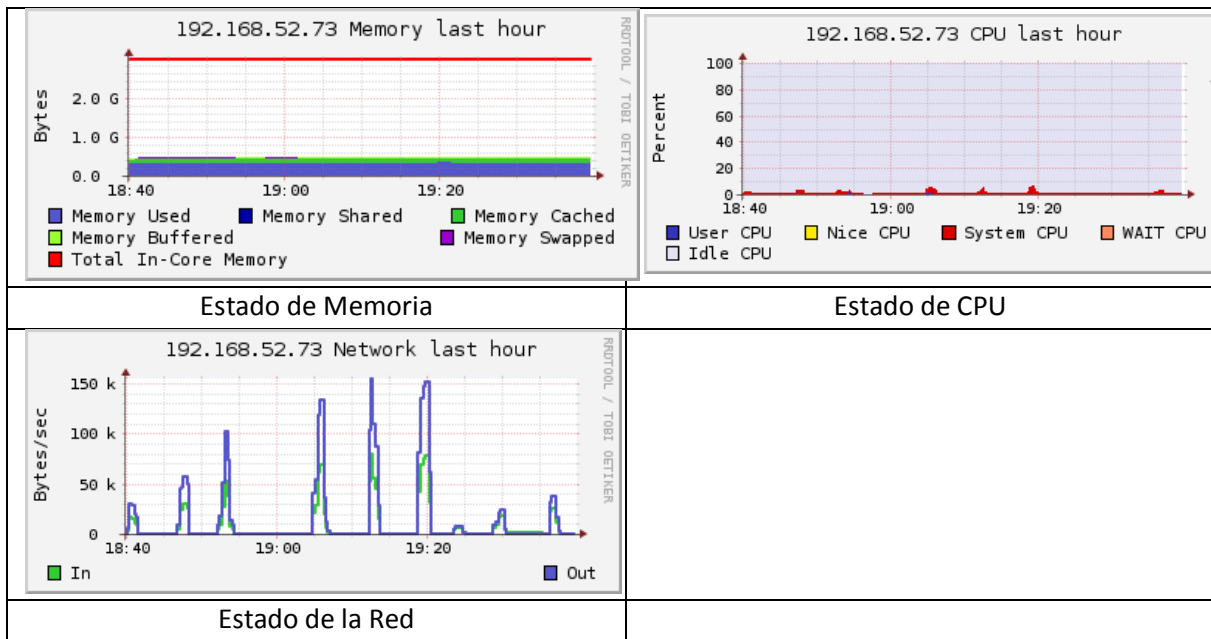 192.168.52.73 Memory last hour
RRDTOOL / TOBI OETIKER
Bytes
2.0 G
1.0 G
0.0
18:40 19:00 19:20
Memory Used Memory Shared Memory Cached
Memory Buffered Memory Swapped
Total In-Core Memory
192.168.52.73 CPU last hour
Percent
100
80
60
40
20
0
18:40 19:00 19:20
User CPU Nice CPU System CPU WAIT CPU
Idle CPU
Estado de Memoria
Estado de CPU
192.168.52.73 Network last hour
RRDTOOL / TOBI OETIKER
Bytes/sec
150 k
100 k
50 k
0
18:40 19:00 19:20
In Out
Estado de la Red